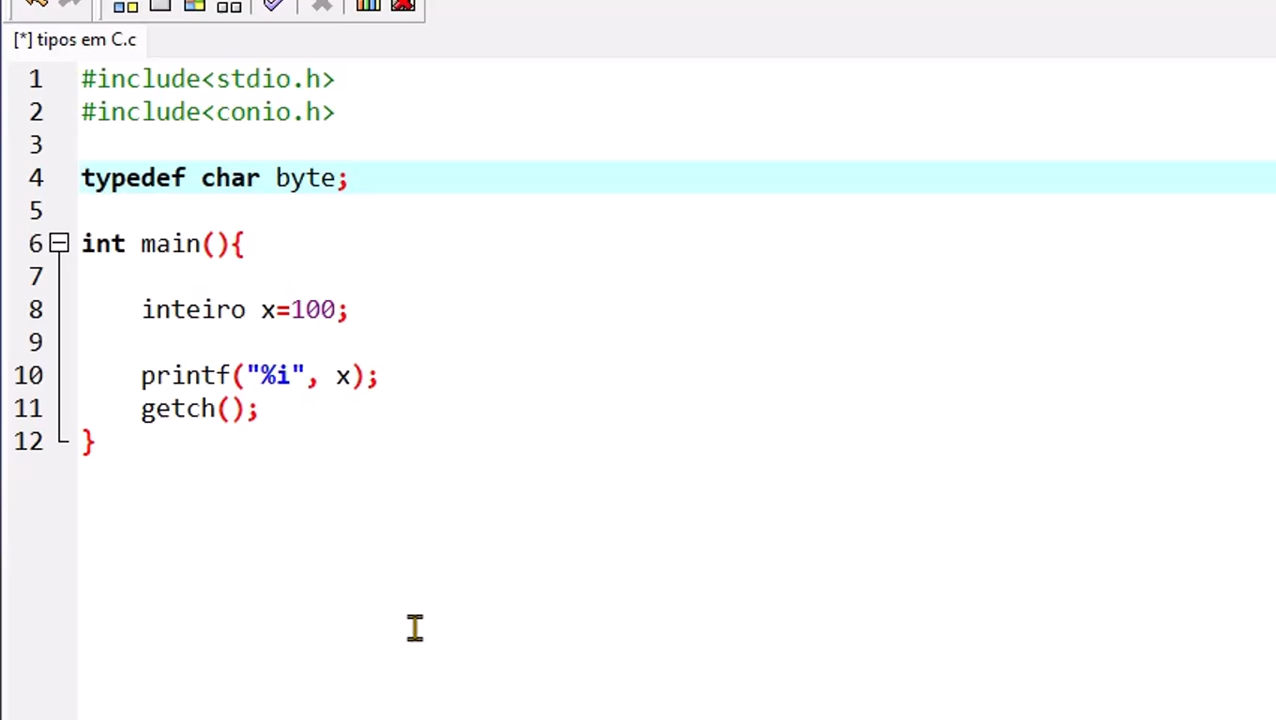 [*] tipos em C.c
1 #include<stdio.h>
2 #include<conio.h>
3
4 typedef char byte;
5
6 int main(){
7
8 inteiro x=100;
9
10 printf("%i", x);
11 getch();
12 }